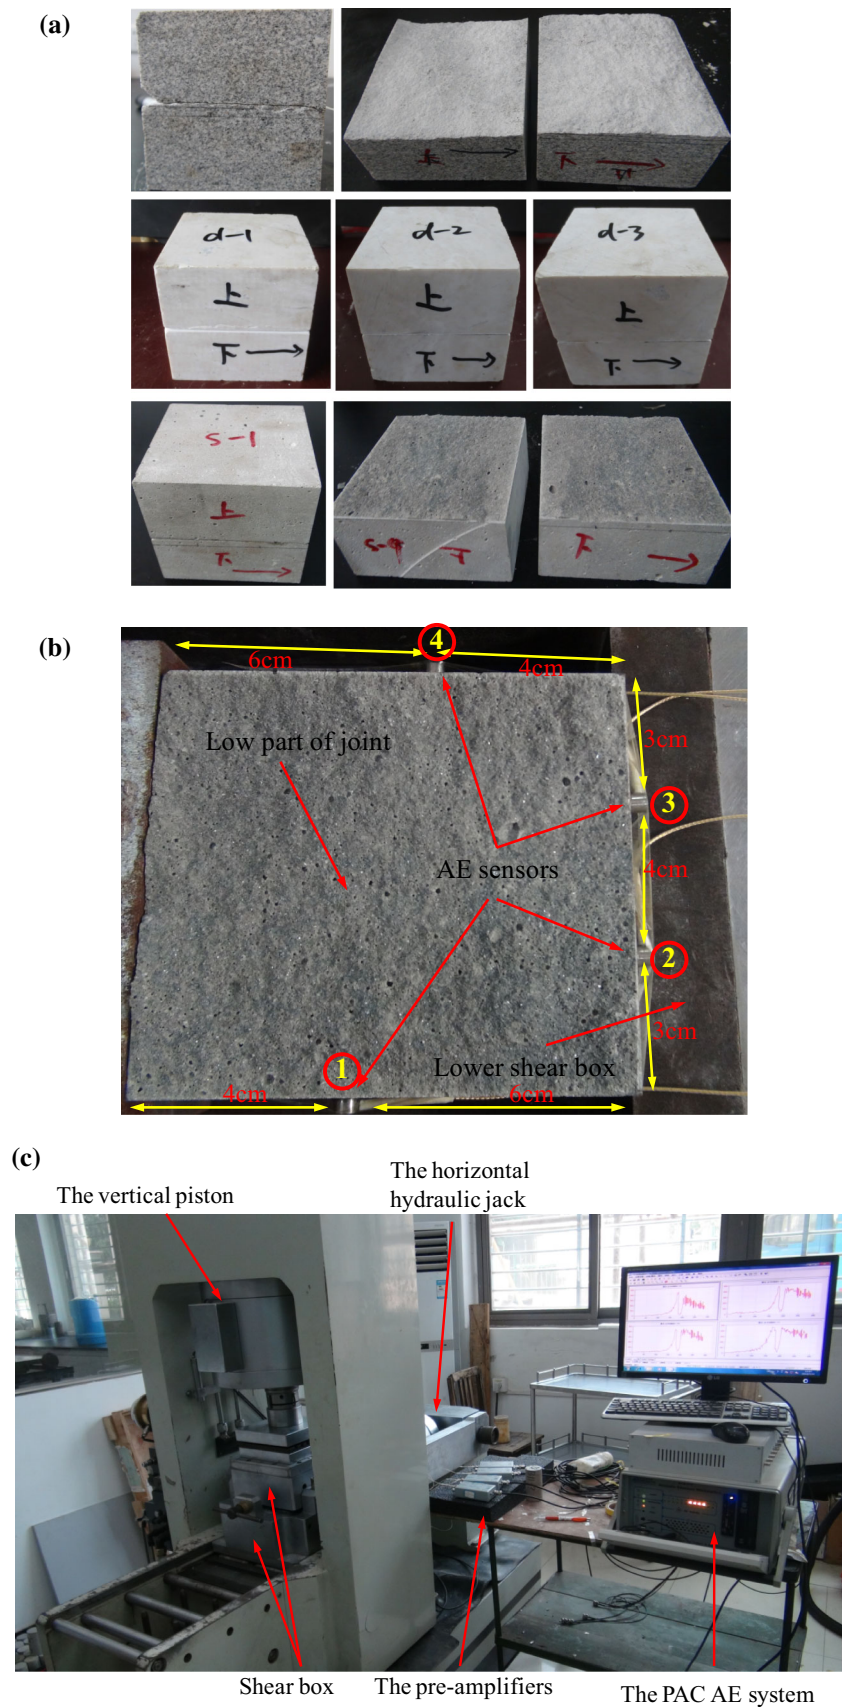 (a)
下
下
d-1
上
下
d-2
上
下
d-3
上
下
S-1
上
下
下
下
(b)
4
6cm
4cm
3cm
Low part of joint
3
AE sensors
4cm
2
3cm
1
Lower shear box
4cm
6cm
(c)
The horizontal
hydraulic jack
The vertical piston
LG
Shear box
The pre-amplifiers
The PAC AE system